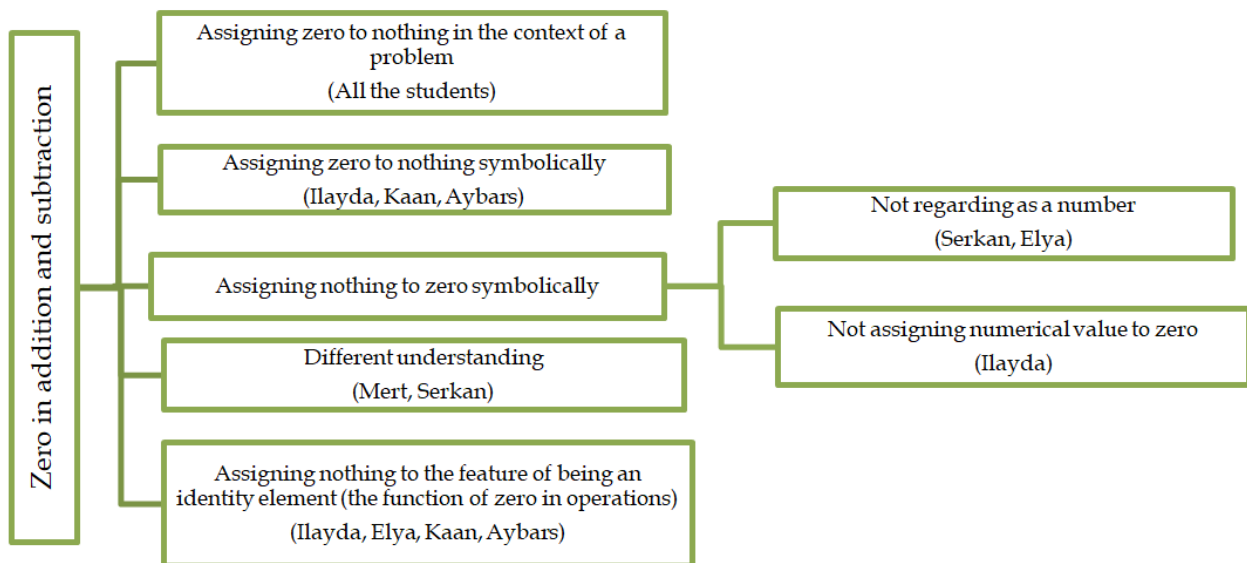 Zero in addition and subtraction
Assigning zero to nothing in the context of a
problem
(All the students)
Assigning zero to nothing symbolically
(Ilayda, Kaan, Aybars)
Assigning nothing to zero symbolically
Not regarding as a number
(Serkan, Elya)
Not assigning numerical value to zero
(Ilayda)
Different understanding
(Mert, Serkan)
Assigning nothing to the feature of being an
identity element (the function of zero in operations)
(Ilayda, Elya, Kaan, Aybars)